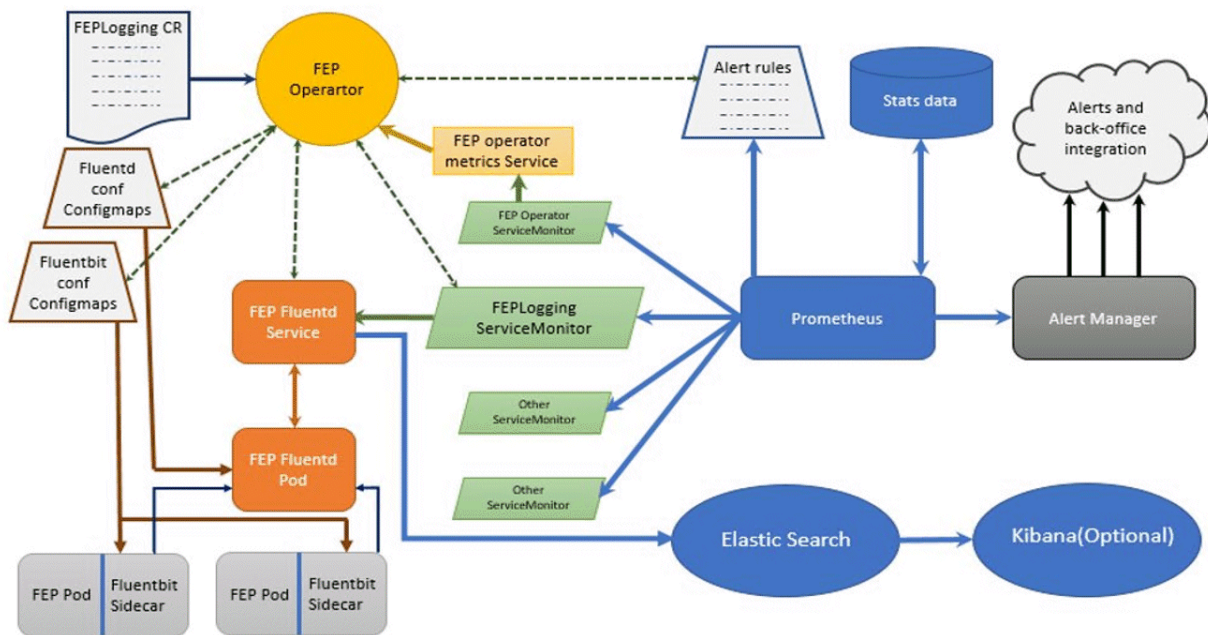 FEPLogging CR
FEP
Operartor
Alert rules
Stats data
Alerts and
back-office
integration
FEP operator
metrics Service
Fluentd
conf
Configmaps
FEP Operator
ServiceMonitor
Fluentbit
conf
Configmaps
FEP Fluentd
Service
FEPLogging
ServiceMonitor
Prometheus
Alert Manager
Other
ServiceMonitor
FEP Fluentd
Pod
Other
ServiceMonitor
Elastic Search
Kibana(Optional)
FEP Pod
Fluentbit
Sidecar
FEP Pod
Fluentbit
Sidecar